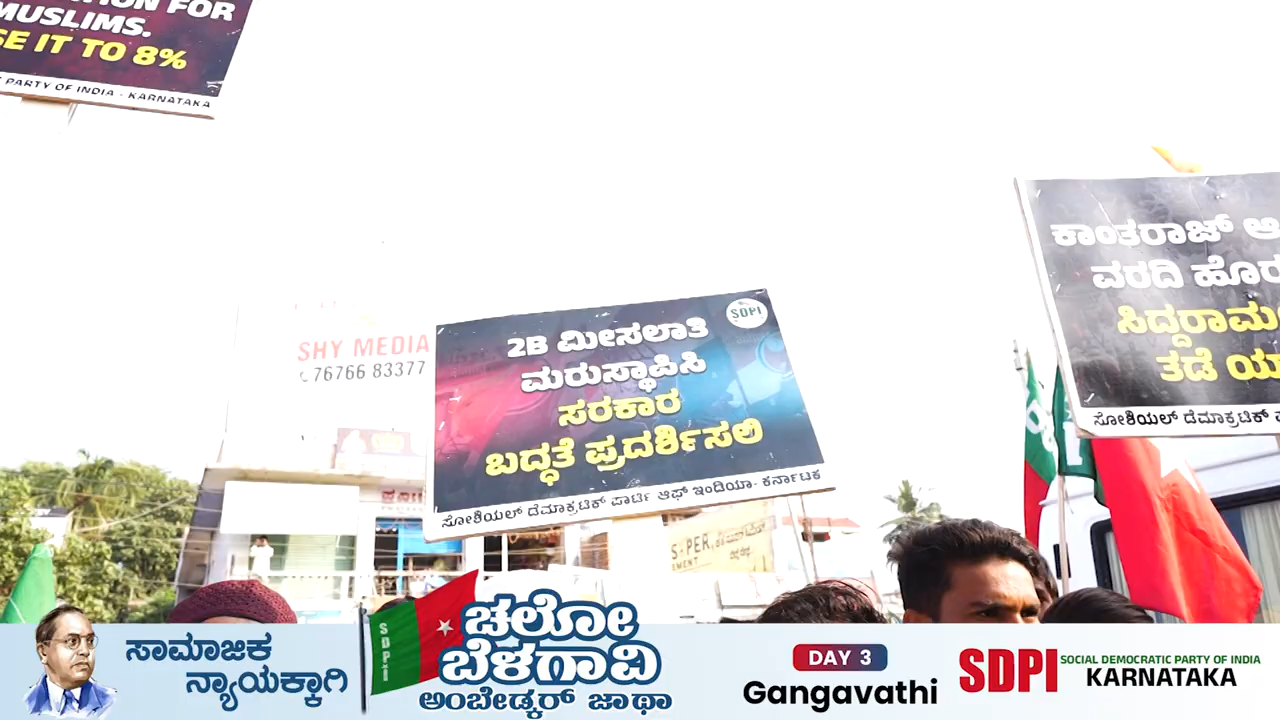 FOR
MUSLIMS.
IT TO 8%
PARTY OF INDIA - KARNATAKA
SHY MEDIA
76766 83377
SDPI
2B ಮೀಸಲಾತಿ
ಮರುಸ್ಥಾಪಿಸಿ
ಸರಕಾರ
ಬದ್ಧತೆ ಪ್ರದರ್ಶಿಸಲಿ
ಸೋಶಿಯಲ್ ಡೆಮಾಕ್ರಟಿಕ್ ಪಾರ್ಟಿ ಆಫ್ ಇಂಡಿಯಾ- ಕರ್ನಾಟಕ
ಕಾಂತರಾಜ್
ವರದಿ
ತಡೆ
ಸೋಶಿಯಲ್ ಡೆಮಾಕ್ರಟಿಕ್
ಸಾಮಾಜಿಕ
ನ್ಯಾಯಕ್ಕಾಗಿ
SDPI
ಚಲೋ
ಬೆಳಗಾವಿ
ಅಂಬೇಡ್ಕರ್ ಜಾಥಾ
DAY 3
Gangavathi
SDPI
SOCIAL DEMOCRATIC PARTY OF INDIA
KARNATAKA